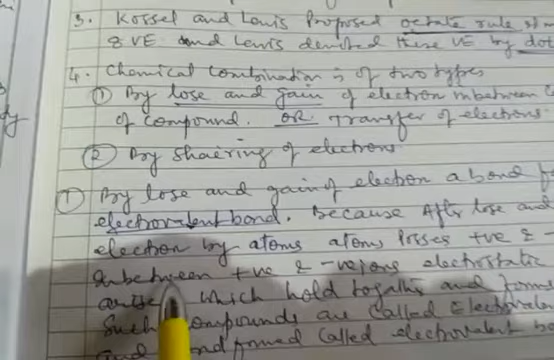 3. Kossel and Lewis Proposed octate rule
8 VE and Lewis denoted these VE by dot
4. Chemical Combination is of two types
① By lose and gain of electron inbetween
of compound. OR Transfer of electrons.
② By shairing of electrons
① By lose and gain of electron a bond
electrovalent bond. Because After lose and
electron by atoms atoms posses +ve & -
inbetween +ve & -ve ions electrostatic
arise which hold togather and forms
Such compounds are called Electrovalen
and bond formed called electrovalent b